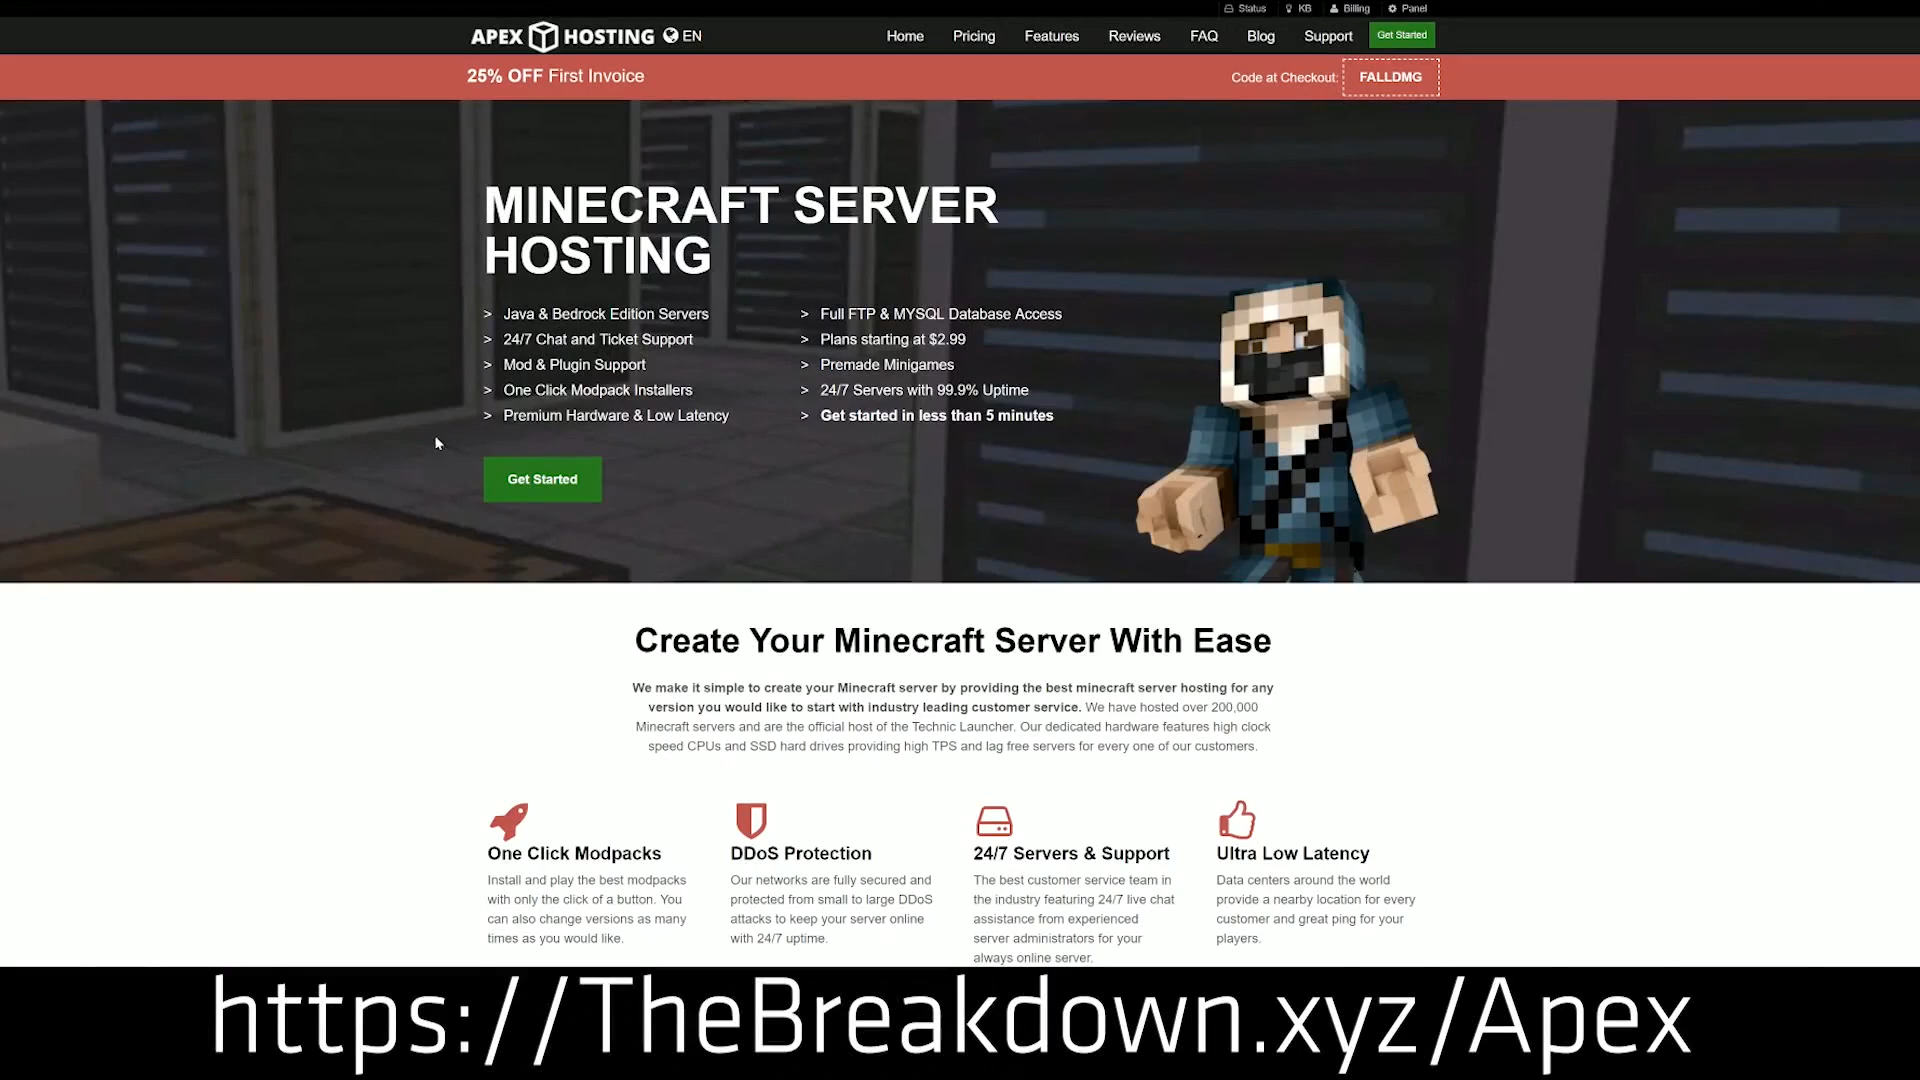 Status KB Billing Panel
APEX HOSTING EN Home Pricing Features Reviews FAQ Blog Support Get Started
25% OFF First Invoice Code at Checkout: FALLDMG
MINECRAFT SERVER
HOSTING
> Java & Bedrock Edition Servers > Full FTP & MYSQL Database Access
> 24/7 Chat and Ticket Support > Plans starting at $2.99
> Mod & Plugin Support > Premade Minigames
> One Click Modpack Installers > 24/7 Servers with 99.9% Uptime
> Premium Hardware & Low Latency > Get started in less than 5 minutes
Get Started
Create Your Minecraft Server With Ease
We make it simple to create your Minecraft server by providing the best minecraft server hosting for any
version you would like to start with industry leading customer service. We have hosted over 200,000
Minecraft servers and are the official host of the Technic Launcher. Our dedicated hardware features high clock
speed CPUs and SSD hard drives providing high TPS and lag free servers for every one of our customers.
One Click Modpacks
Install and play the best modpacks
with only the click of a button. You
can also change versions as many
times as you would like.
DDoS Protection
Our networks are fully secured and
protected from small to large DDoS
attacks to keep your server online
with 24/7 uptime.
24/7 Servers & Support
The best customer service team in
the industry featuring 24/7 live chat
assistance from experienced
server administrators for your
always online server.
Ultra Low Latency
Data centers around the world
provide a nearby location for every
customer and great ping for your
players.
https://TheBreakdown.xyz/Apex